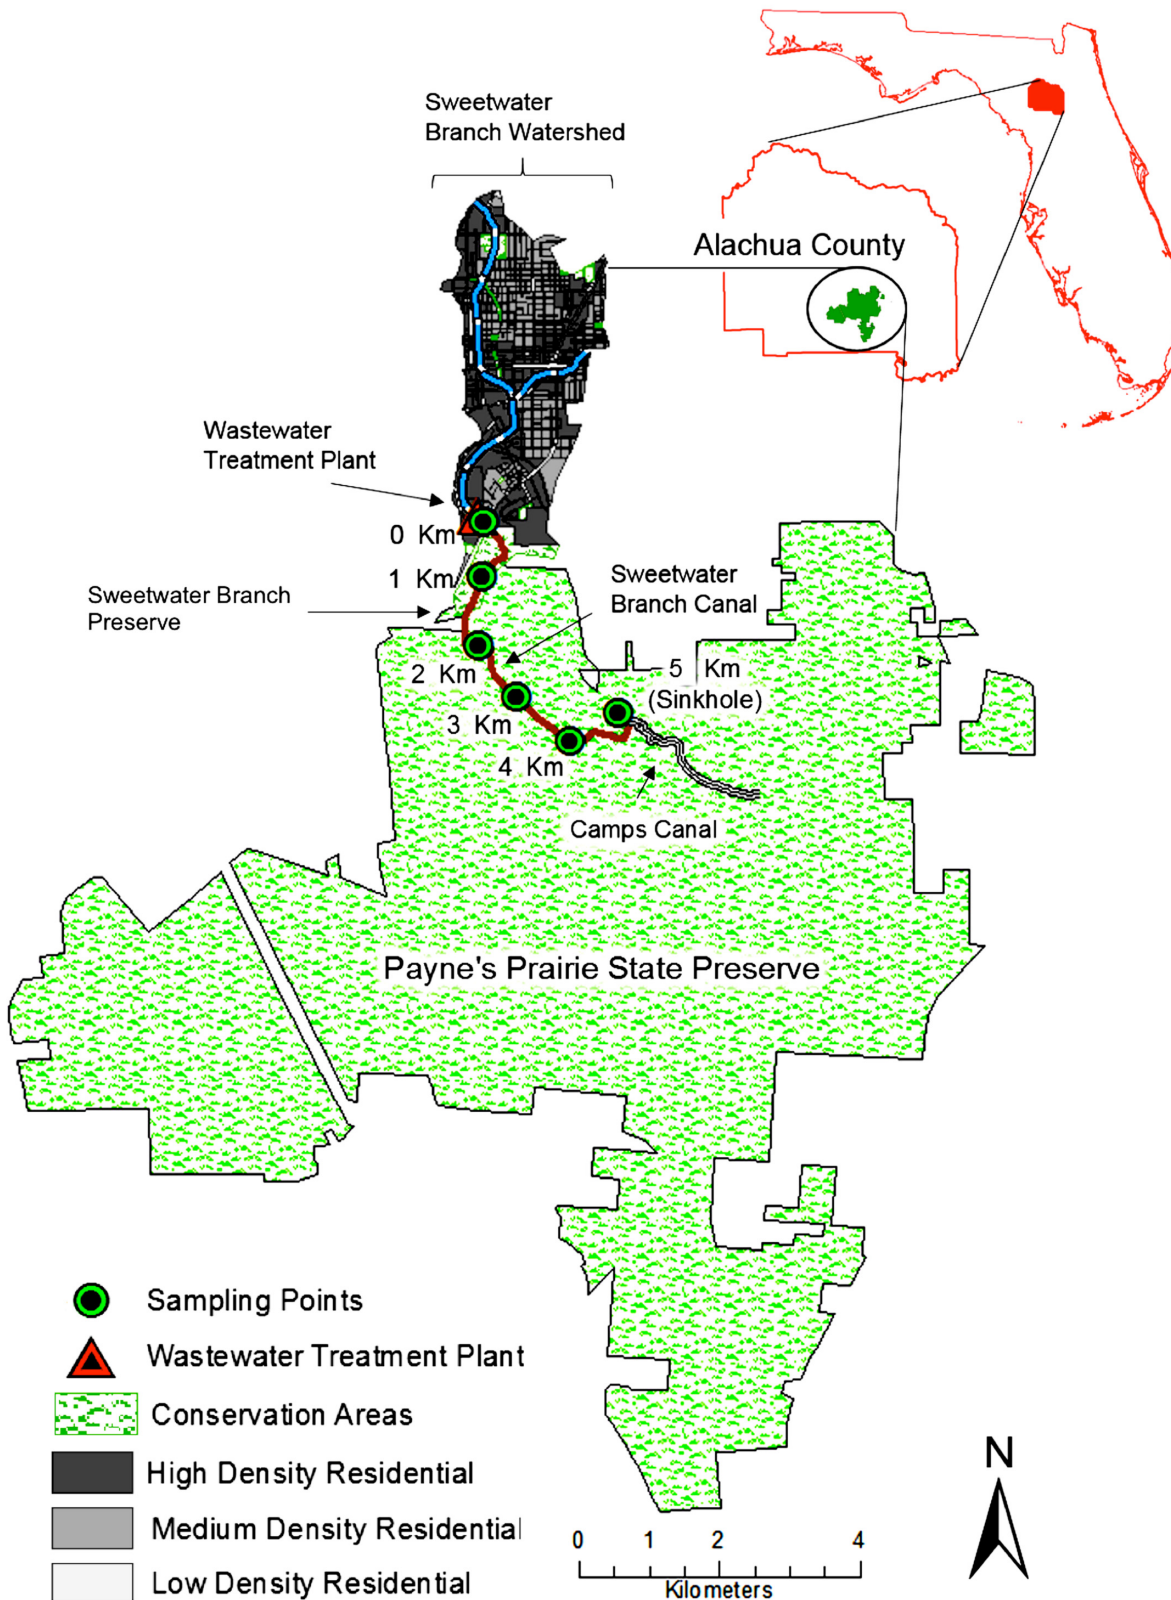 Sweetwater
Branch Watershed
Alachua County
Wastewater
Treatment Plant
0 Km
1 Km
Sweetwater Branch
Preserve
Sweetwater
Branch Canal
2 Km
5 Km
(Sinkhole)
3 Km
4 Km
Camps Canal
Payne's Prairie State Preserve
Sampling Points
Wastewater Treatment Plant
Conservation Areas
High Density Residential
Medium Density Residential
Low Density Residential
N
0 1 2 4
Kilometers